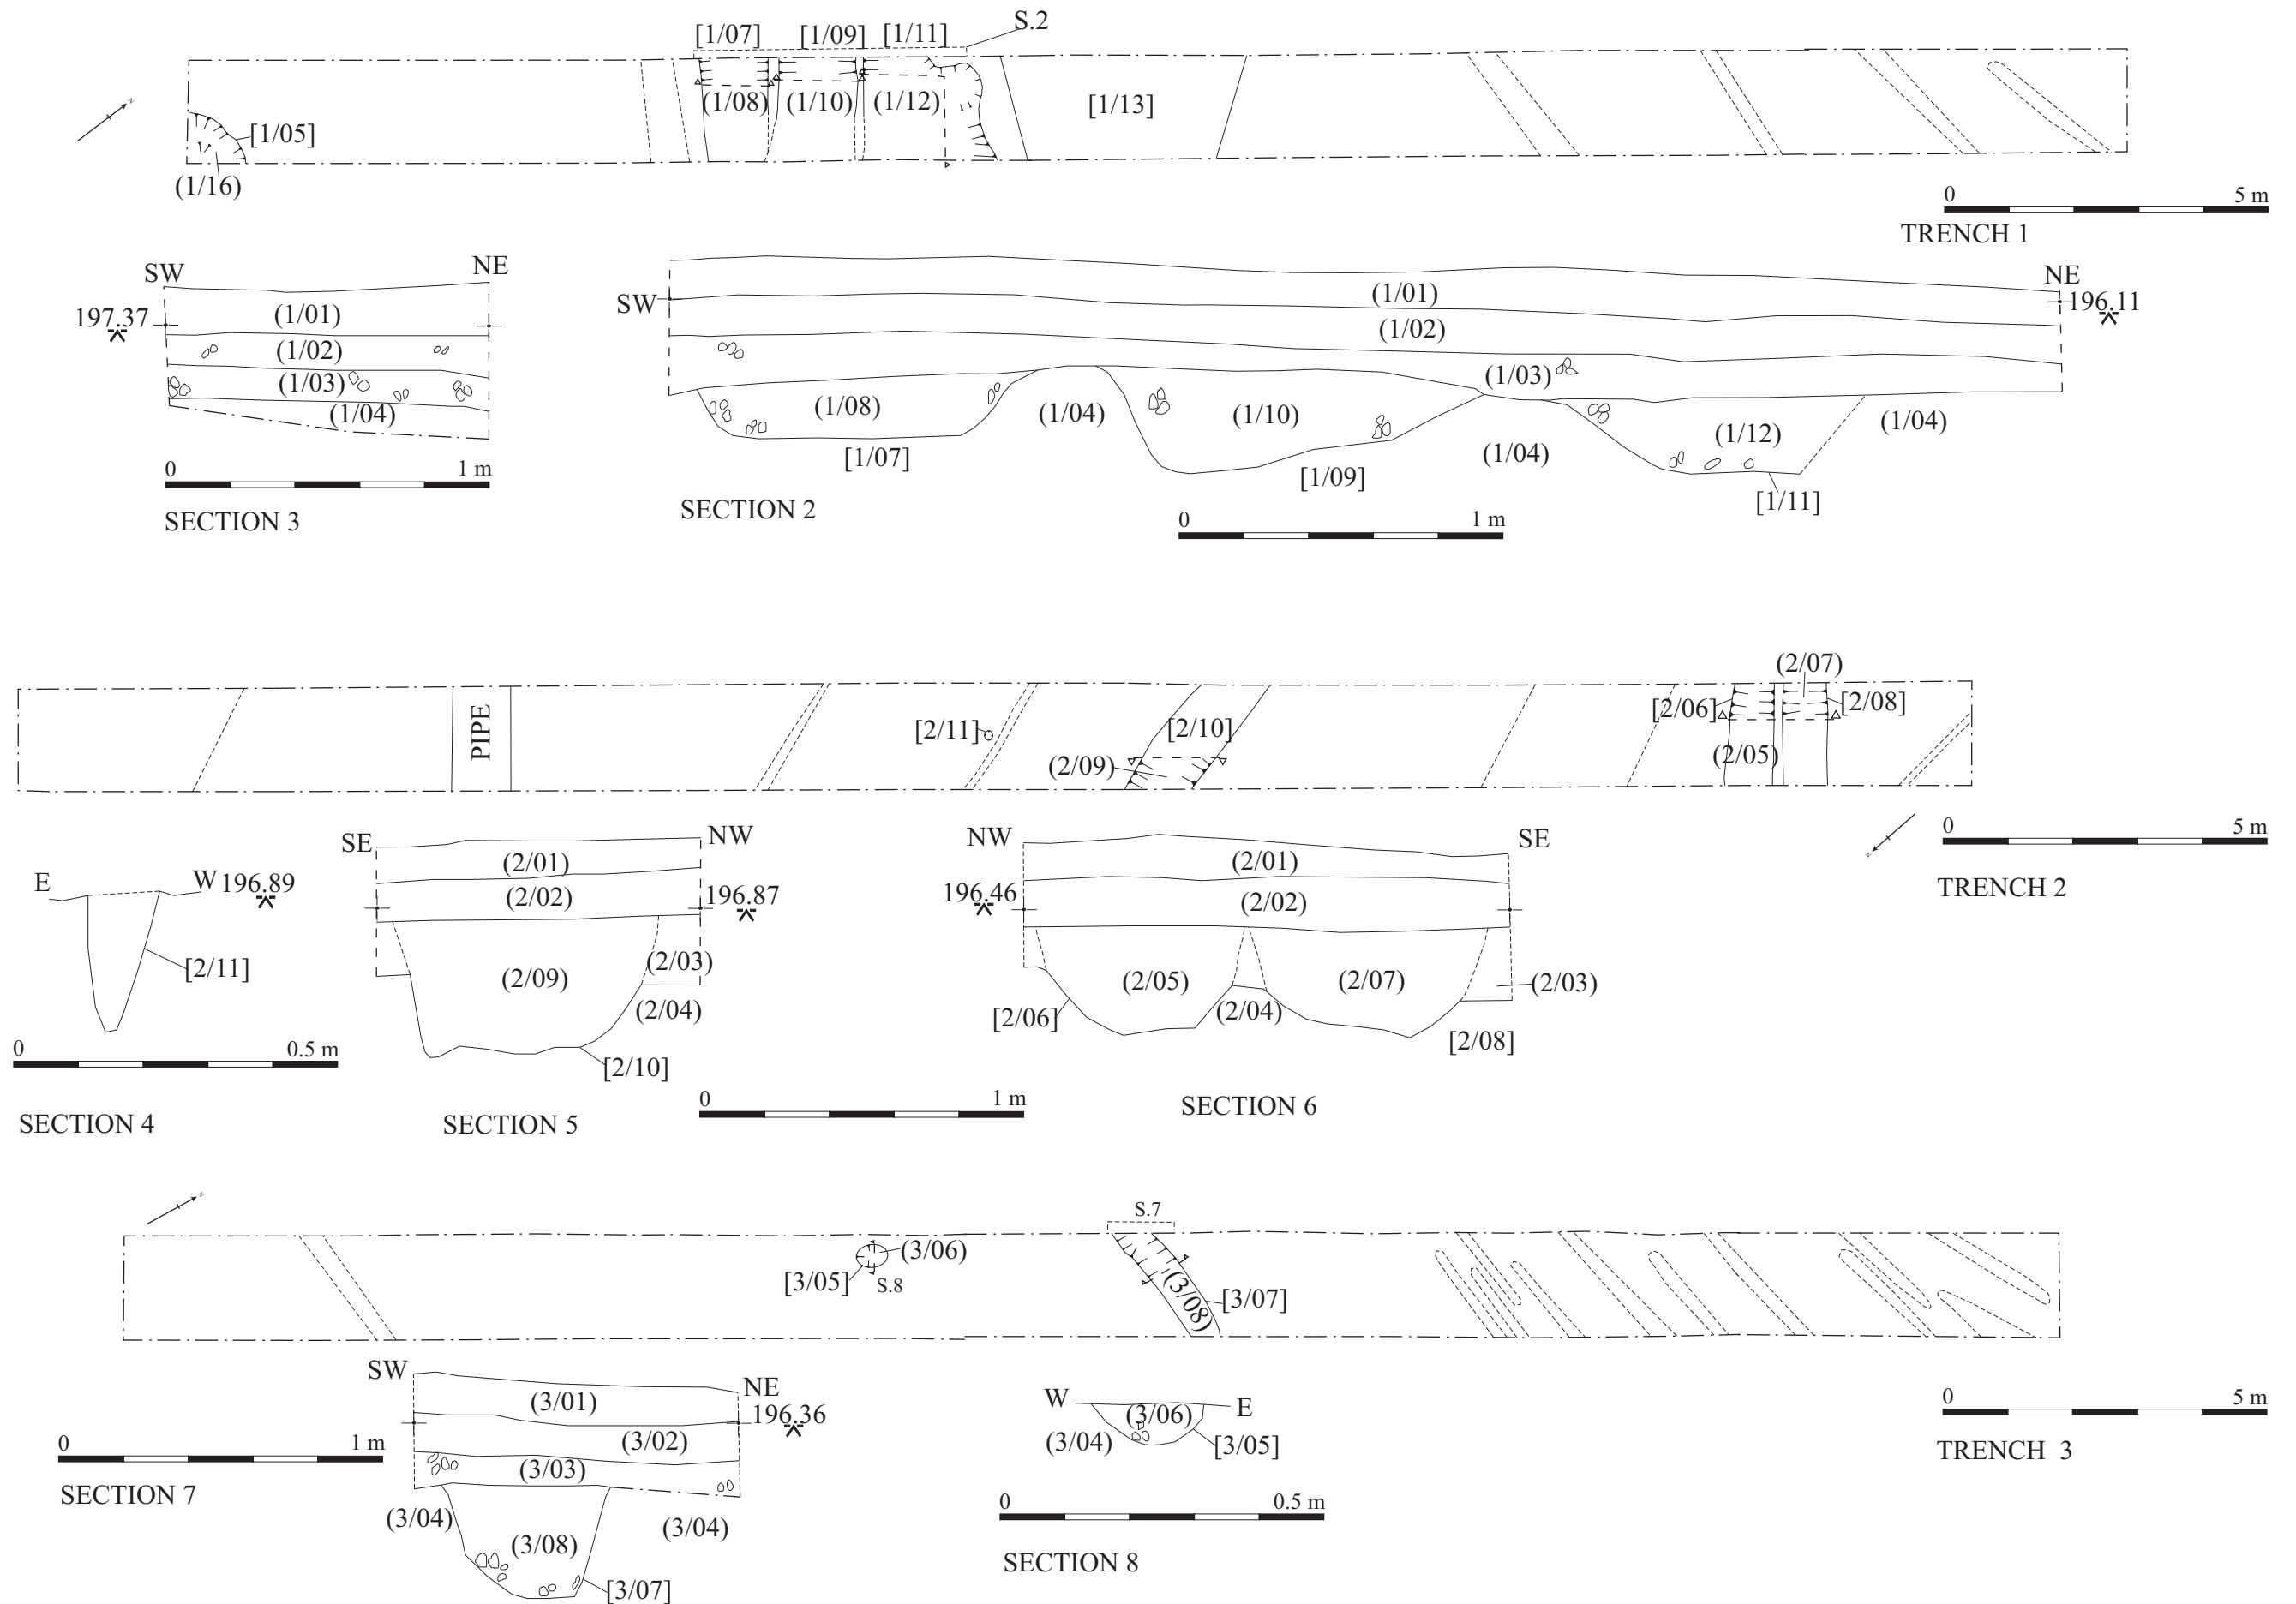 [1/07] [1/09] [1/11] S.2
[1/05]
(1/08) (1/10) (1/12) [1/13]
(1/16)
0 5 m
TRENCH 1
SW NE
197.37
(1/01)
(1/02)
(1/03)
(1/04)
0 1 m
SECTION 3
SW NE
196.11
(1/01)
(1/02)
(1/03)
(1/08) (1/04) (1/10) (1/04) (1/12) (1/04)
[1/07] [1/09] [1/11]
SECTION 2
0 1 m
PIPE
[2/11]
[2/10]
(2/09)
(2/07)
[2/06] [2/08]
(2/05)
0 5 m
TRENCH 2
E W 196.89
[2/11]
0 0.5 m
SECTION 4
SE NW
(2/01)
(2/02) 196.87
(2/03)
(2/09)
(2/04)
[2/10]
SECTION 5
0 1 m
NW SE
(2/01)
196.46
(2/02)
(2/05) (2/07) (2/03)
[2/06] (2/04) [2/08]
SECTION 6
S.7
(3/06)
[3/05] S.8
(3/08) [3/07]
0 5 m
TRENCH 3
SW NE
(3/01)
196.36
(3/02)
(3/03)
(3/04) (3/04)
(3/08)
[3/07]
0 1 m
SECTION 7
W E
(3/06)
(3/04) [3/05]
0 0.5 m
SECTION 8